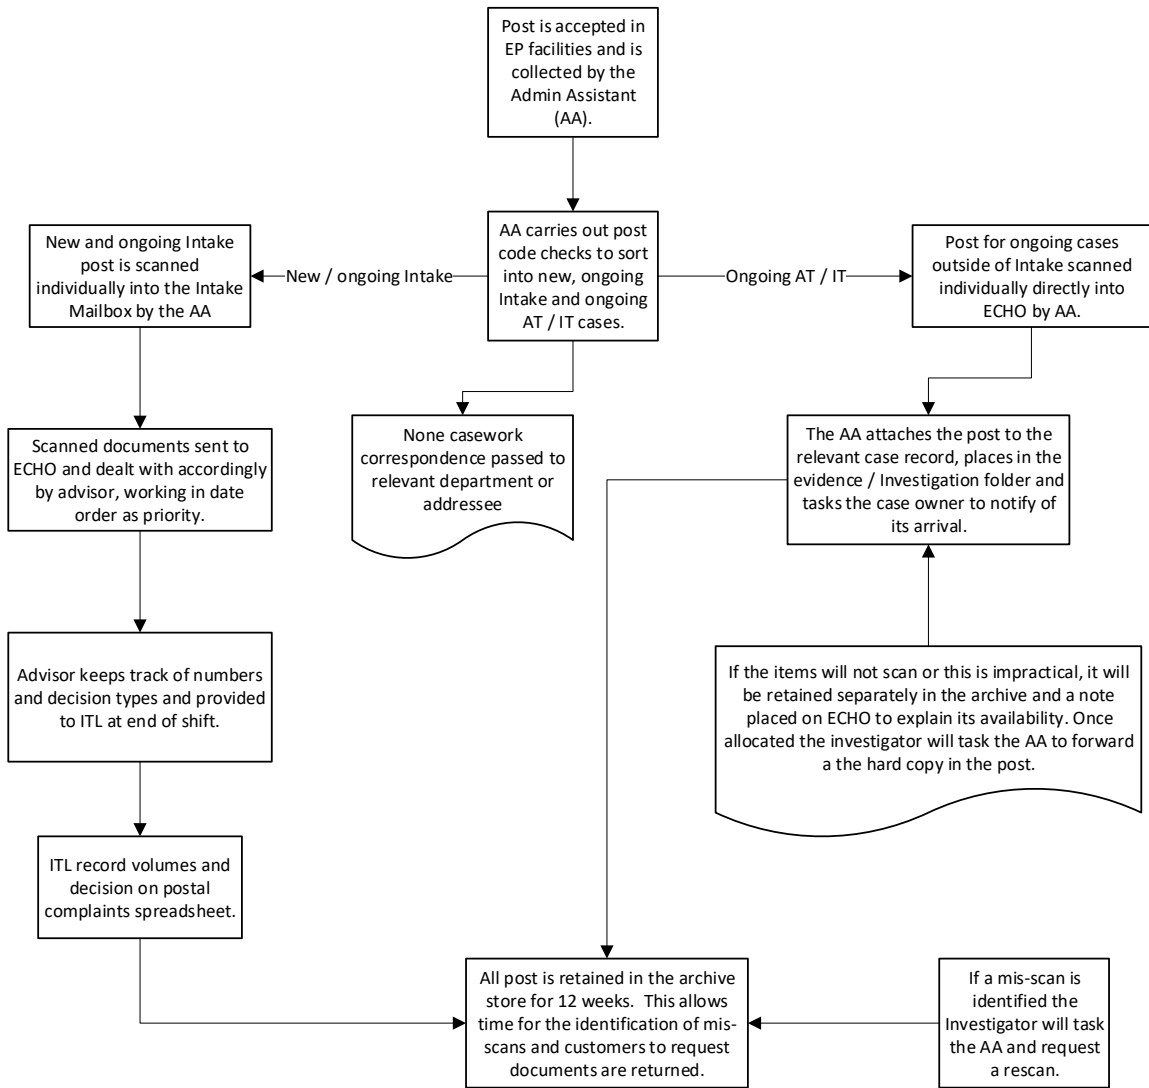 Post is accepted in
EP facilities and is
collected by the
Admin Assistant
(AA).
New and ongoing Intake
post is scanned
individually into the Intake
Mailbox by the AA
New / ongoing Intake
AA carries out post
code checks to sort
into new, ongoing
Intake and ongoing
AT / IT cases.
Ongoing AT / IT
Post for ongoing cases
outside of Intake scanned
individually directly into
ECHO by AA.
Scanned documents sent to
ECHO and dealt with accordingly
by advisor, working in date
order as priority.
None casework
correspondence passed to
relevant department or
addressee
The AA attaches the post to the
relevant case record, places in the
evidence / Investigation folder and
tasks the case owner to notify of
its arrival.
Advisor keeps track of numbers
and decision types and provided
to ITL at end of shift.
If the items will not scan or this is impractical, it will
be retained separately in the archive and a note
placed on ECHO to explain its availability. Once
allocated the investigator will task the AA to forward
a the hard copy in the post.
ITL record volumes and
decision on postal
complaints spreadsheet.
All post is retained in the archive
store for 12 weeks.  This allows
time for the identification of mis-
scans and customers to request
documents are returned.
If a mis-scan is
identified the
Investigator will task
the AA and request
a rescan.